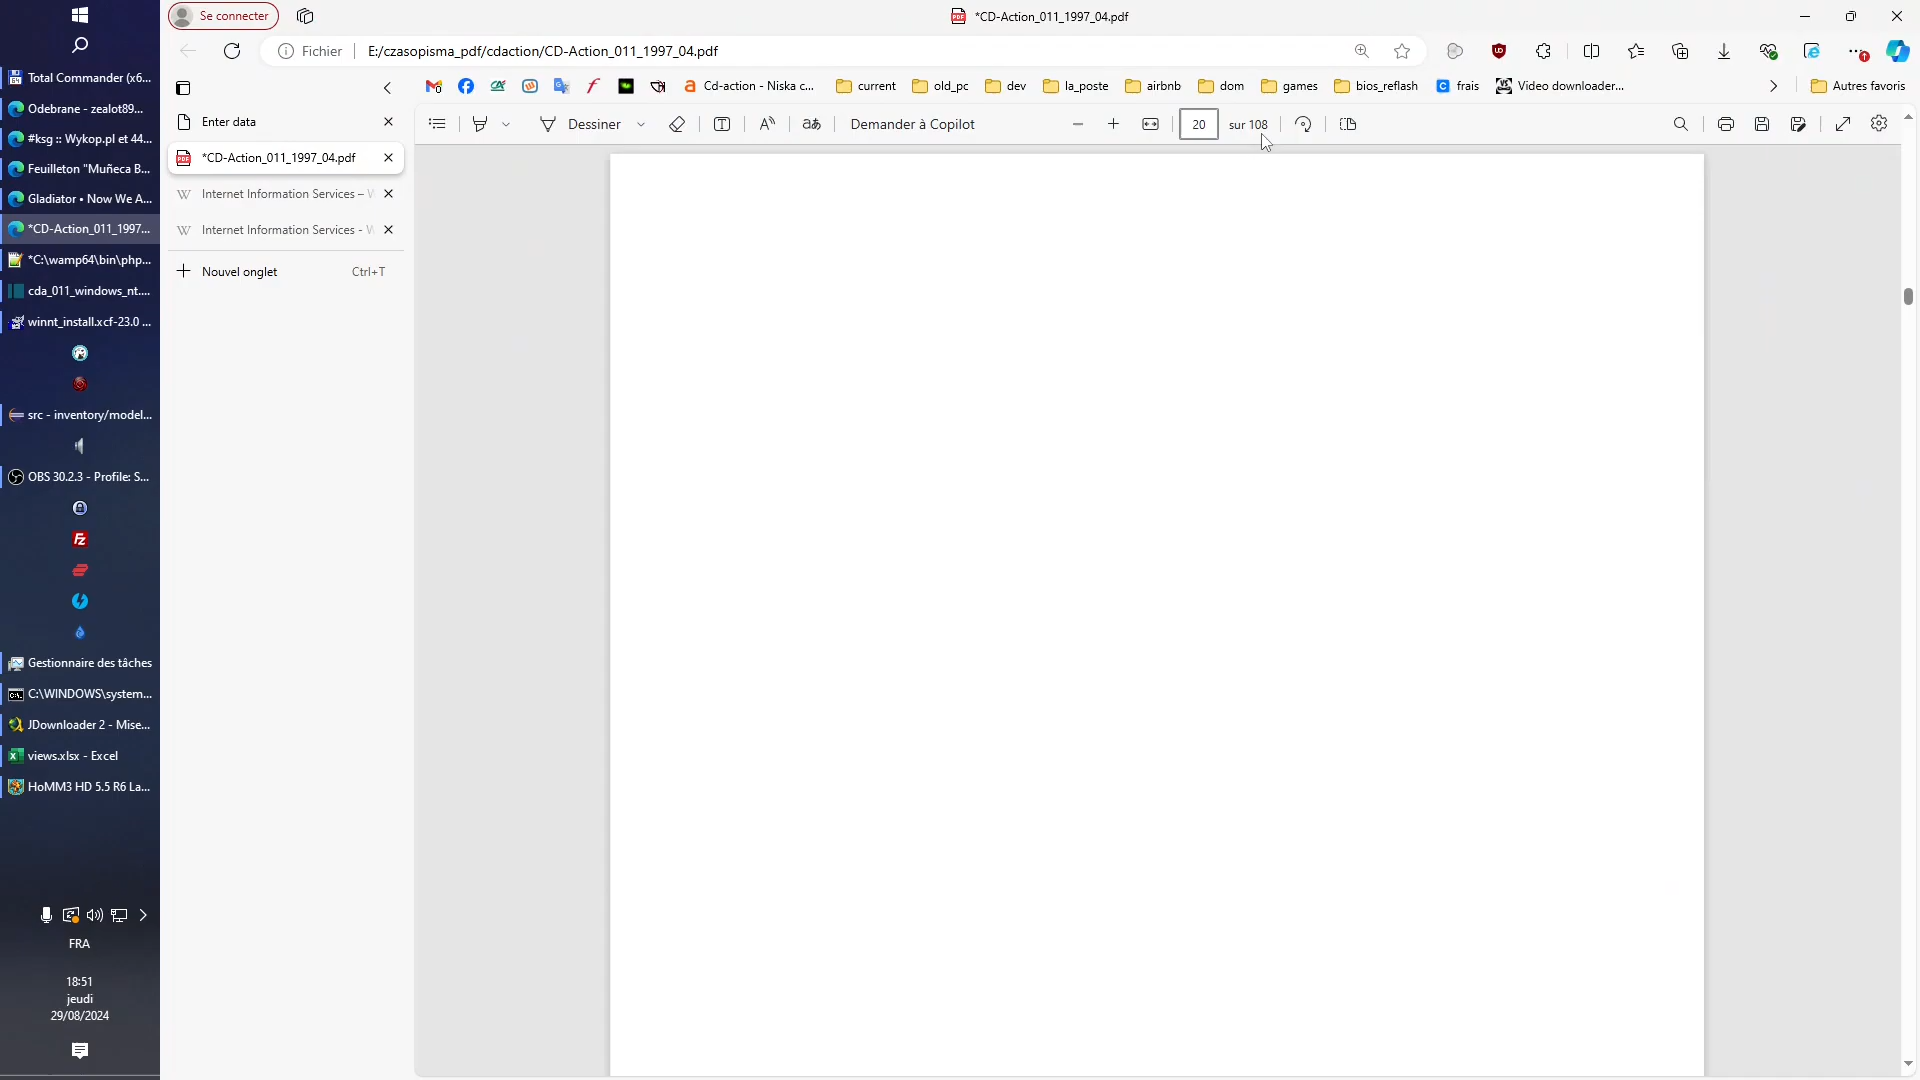 Se connecter
*CD-Action_011_1997_04.pdf
Fichier
E:/czasopisma_pdf/cdaction/CD-Action_011_1997_04.pdf
Cd-action - Niska c...
current
old_pc
dev
la_poste
airbnb
dom
games
bios_reflash
frais
Video downloader...
Autres favoris
Dessiner
Demander à Copilot
20
sur 108
Enter data
*CD-Action_011_1997_04.pdf
Internet Information Services –
Internet Information Services -
Nouvel onglet
Ctrl+T
Total Commander (x6...
Odebrane - zealot89...
#ksg :: Wykop.pl et 44...
Feuilleton "Muñeca B...
Gladiator • Now We A...
*CD-Action_011_1997...
*C:\wamp64\bin\php...
cda_011_windows_nt....
winnt_install.xcf-23.0 ...
src - inventory/model...
OBS 30.2.3 - Profile: S...
Gestionnaire des tâches
C:\WINDOWS\system...
JDownloader 2 - Mise...
views.xlsx - Excel
HoMM3 HD 5.5 R6 La...
FRA
18:51
jeudi
29/08/2024